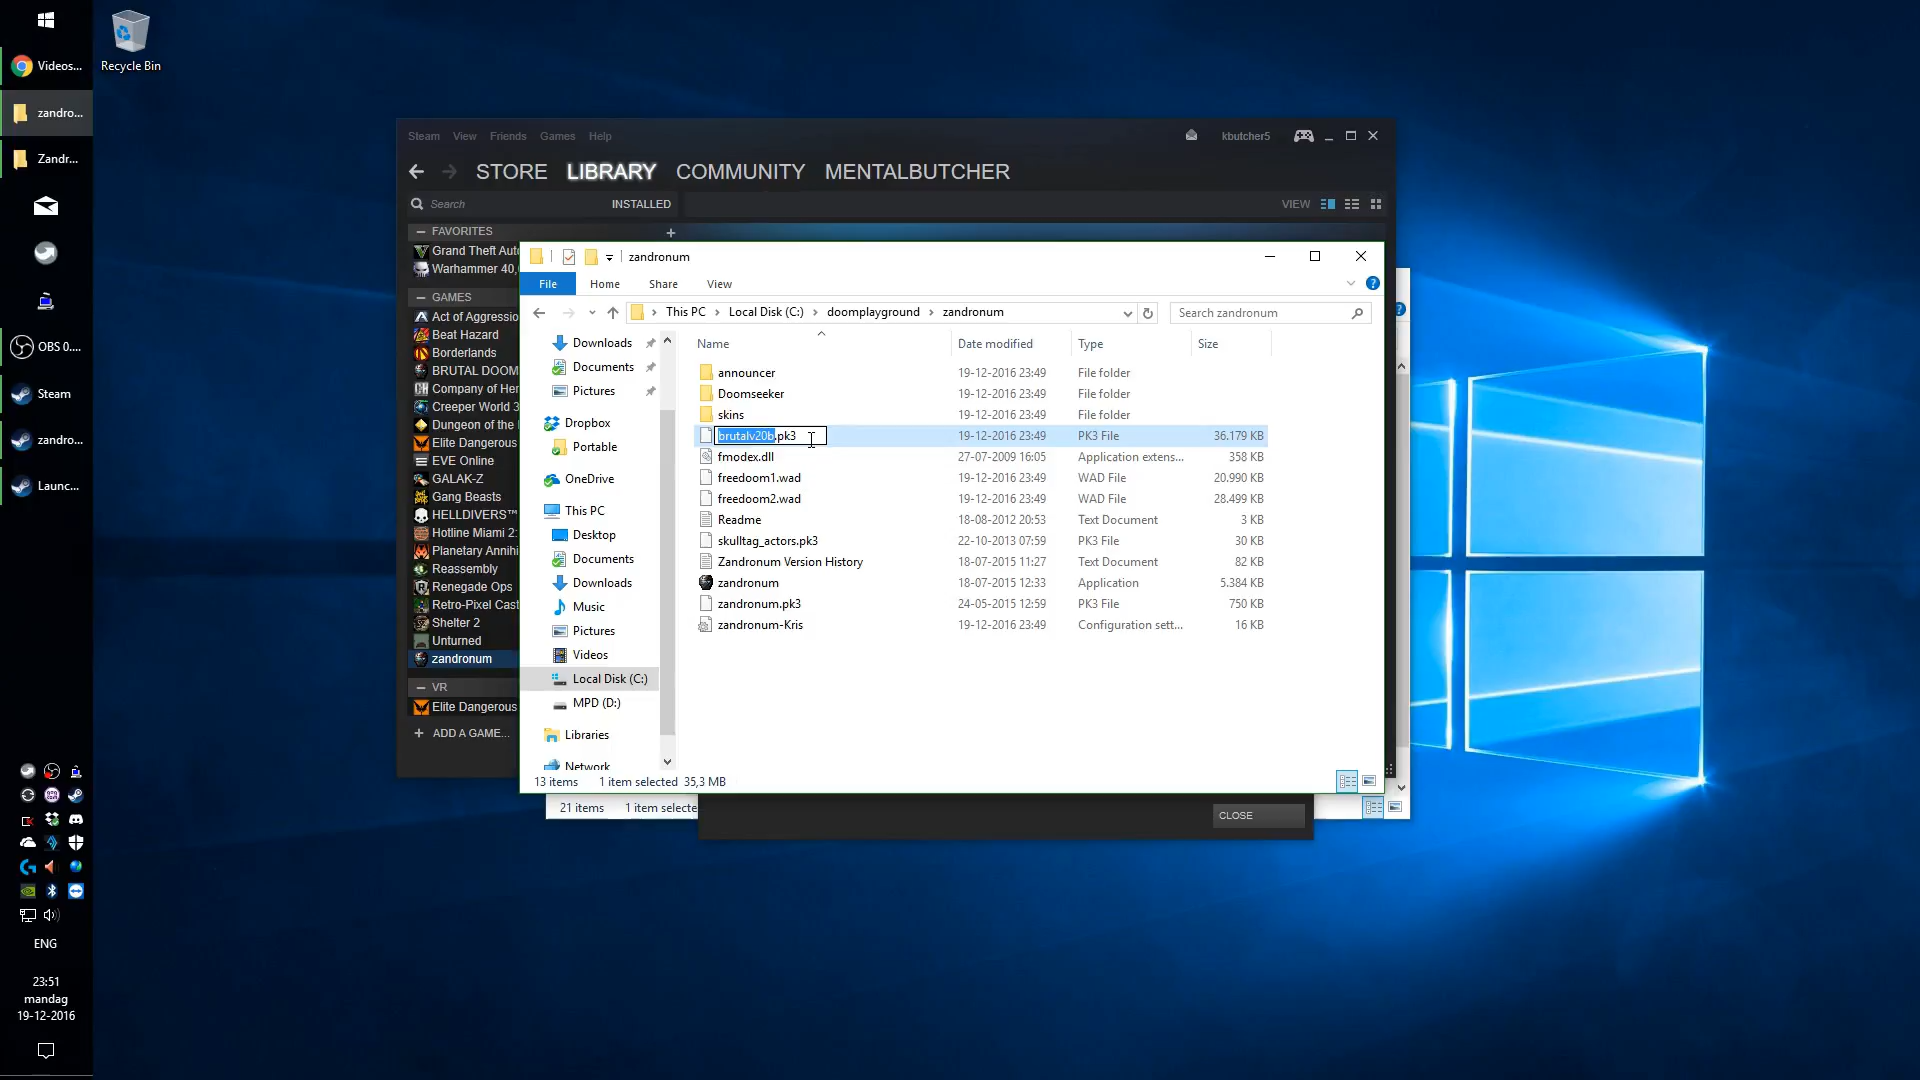 Recycle Bin
Videos...
zandro...
Zandr...
OBS 0....
Steam
zandro...
Launc...
ENG
23:51
mandag
19-12-2016
Steam View Friends Games Help
kbutcher5
STORE LIBRARY COMMUNITY MENTALBUTCHER
Search INSTALLED
VIEW
FAVORITES
Grand Theft Aut
Warhammer 40,
GAMES
Act of Aggressio
Beat Hazard
Borderlands
BRUTAL DOOM
Company of Her
Creeper World 3
Dungeon of the
Elite Dangerous
EVE Online
GALAK-Z
Gang Beasts
HELLDIVERS™
Hotline Miami 2:
Planetary Annihi
Reassembly
Renegade Ops
Retro-Pixel Cast
Shelter 2
Unturned
zandronum
VR
Elite Dangerous
ADD A GAME...
zandronum
File Home Share View
This PC Local Disk (C:) doomplayground zandronum
Search zandronum
Downloads
Documents
Pictures
Dropbox
Portable
OneDrive
This PC
Desktop
Documents
Downloads
Music
Pictures
Videos
Local Disk (C:)
MPD (D:)
Libraries
Network
Name Date modified Type Size
announcer 19-12-2016 23:49 File folder
Doomseeker 19-12-2016 23:49 File folder
skins 19-12-2016 23:49 File folder
brutalv20b.pk3 19-12-2016 23:49 PK3 File 36.179 KB
fmodex.dll 27-07-2009 16:05 Application extens... 358 KB
freedoom1.wad 19-12-2016 23:49 WAD File 20.990 KB
freedoom2.wad 19-12-2016 23:49 WAD File 28.499 KB
Readme 18-08-2012 20:53 Text Document 3 KB
skulltag_actors.pk3 22-10-2013 07:59 PK3 File 30 KB
Zandronum Version History 18-07-2015 11:27 Text Document 82 KB
zandronum 18-07-2015 12:33 Application 5.384 KB
zandronum.pk3 24-05-2015 12:59 PK3 File 750 KB
zandronum-Kris 19-12-2016 23:49 Configuration sett... 16 KB
13 items 1 item selected 35,3 MB
21 items 1 item selecte
CLOSE